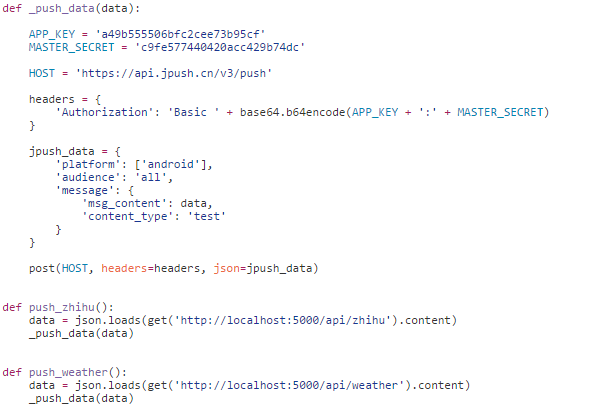 def _push_data(data):
    APP_KEY = 'a49b555506bfc2cee73b95cf'
    MASTER_SECRET = 'c9fe577440420acc429b74dc'
    HOST = 'https://api.jpush.cn/v3/push'
    headers = {
        'Authorization': 'Basic ' + base64.b64encode(APP_KEY + ':' + MASTER_SECRET)
    }
    jpush_data = {
        'platform': ['android'],
        'audience': 'all',
        'message': {
            'msg_content': data,
            'content_type': 'test'
        }
    }
    post(HOST, headers=headers, json=jpush_data)
def push_zhihu():
    data = json.loads(get('http://localhost:5000/api/zhihu').content)
    _push_data(data)
def push_weather():
    data = json.loads(get('http://localhost:5000/api/weather').content)
    _push_data(data)